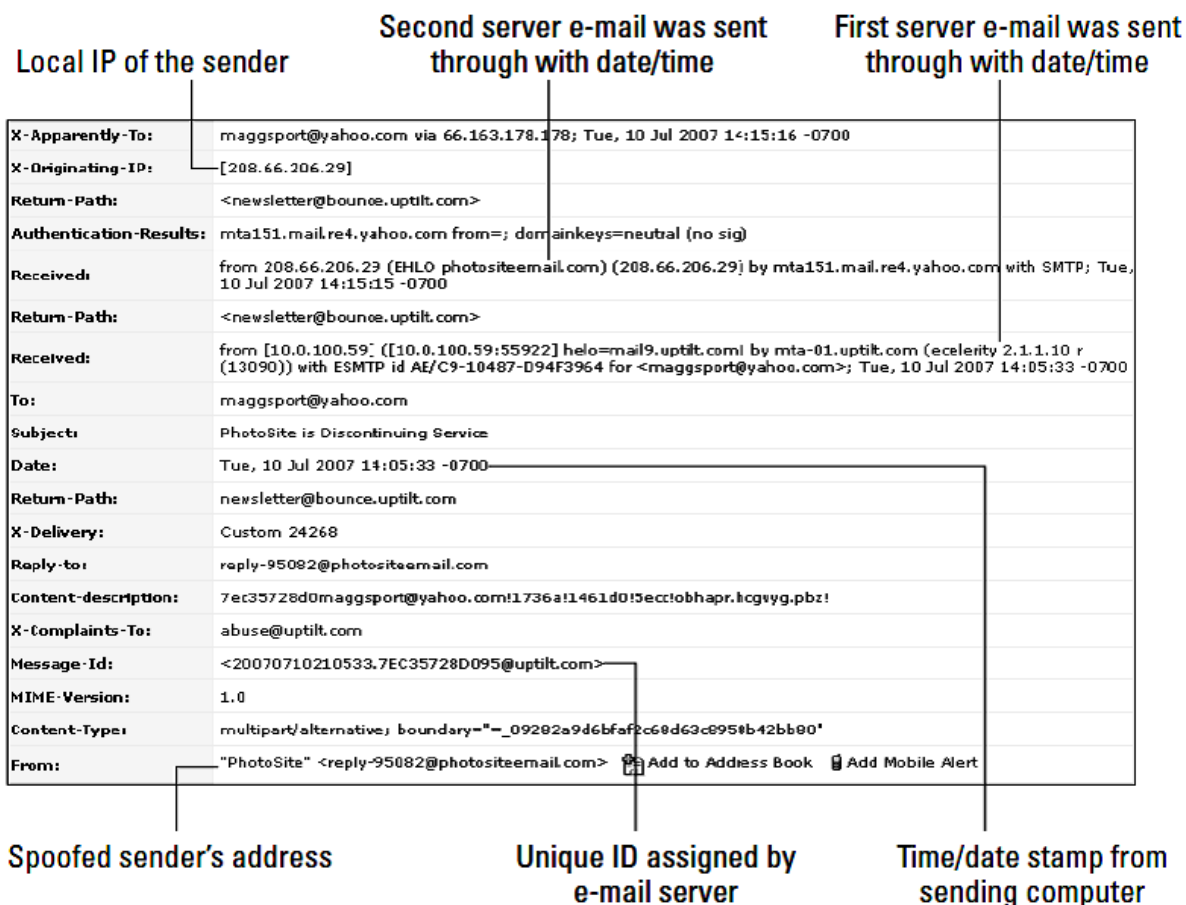 Second server e-mail was sent
through with date/time
First server e-mail was sent
through with date/time
Local IP of the sender
X-Apparently-To: maggsport@yahoo.com via 66.163.178.178; Tue, 10 Jul 2007 14:15:16 -0700
X-Originating-IP: [208.66.206.29]
Return-Path: <newsletter@bounce.uptilt.com>
Authentication-Results: mta151.mail.re4.yahoo.com from=; domainkeys=neutral (no sig)
Received: from 208.66.206.29 (EHLO photositeemail.com) (208.66.206.29) by mta151.mail.re4.yahoo.com with SMTP; Tue,
10 Jul 2007 14:15:15 -0700
Return-Path: <newsletter@bounce.uptilt.com>
Received: from [10.0.100.59] ([10.0.100.59:55922] helo=mail9.uptilt.com) by mta-01.uptilt.com (ecelerity 2.1.1.10 r
(13090)) with ESMTP id AE/C9-10487-D94F3964 for <maggsport@yahoo.com>; Tue, 10 Jul 2007 14:05:33 -0700
To: maggsport@yahoo.com
Subject: PhotoSite is Discontinuing Service
Date: Tue, 10 Jul 2007 14:05:33 -0700
Return-Path: newsletter@bounce.uptilt.com
X-Delivery: Custom 24268
Reply-to: reply-95082@photositeemail.com
Content-description: 7ec35728d0maggsport@yahoo.com!1736a!1461d0!5ecc!obhapr.hcgvyg.pbz!
X-Complaints-To: abuse@uptilt.com
Message-Id: <20070710210533.7EC35728D095@uptilt.com>
MIME-Version: 1.0
Content-Type: multipart/alternative;
From: "PhotoSite" <reply-95082@photositeemail.com> Add to Address Book Add Mobile Alert
Spoofed sender's address
Unique ID assigned by
e-mail server
Time/date stamp from
sending computer